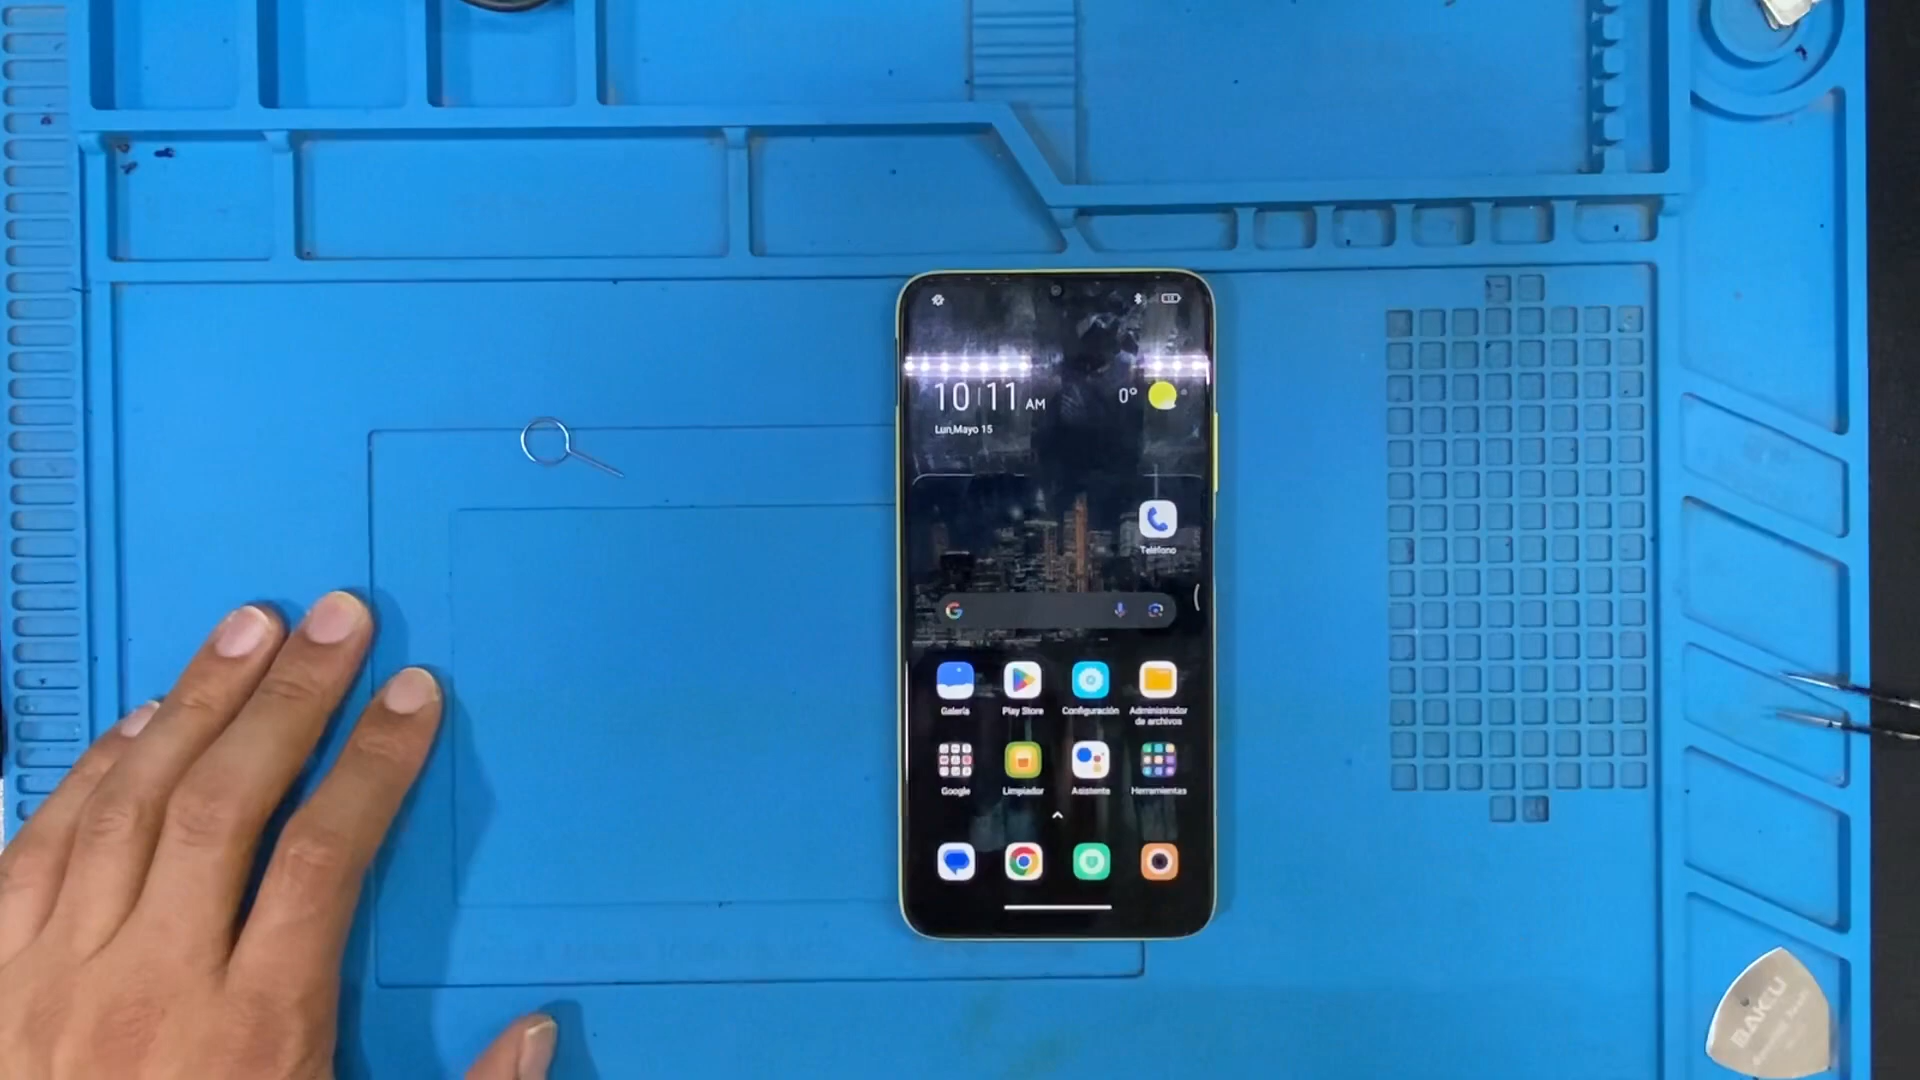 10:11 AM
0°
Lun,Mayo 15
Teléfono
Galería
Play Store
Configuración
Administrador
de archivos
Google
Limpiador
Asistente
Herramientas
BAKU